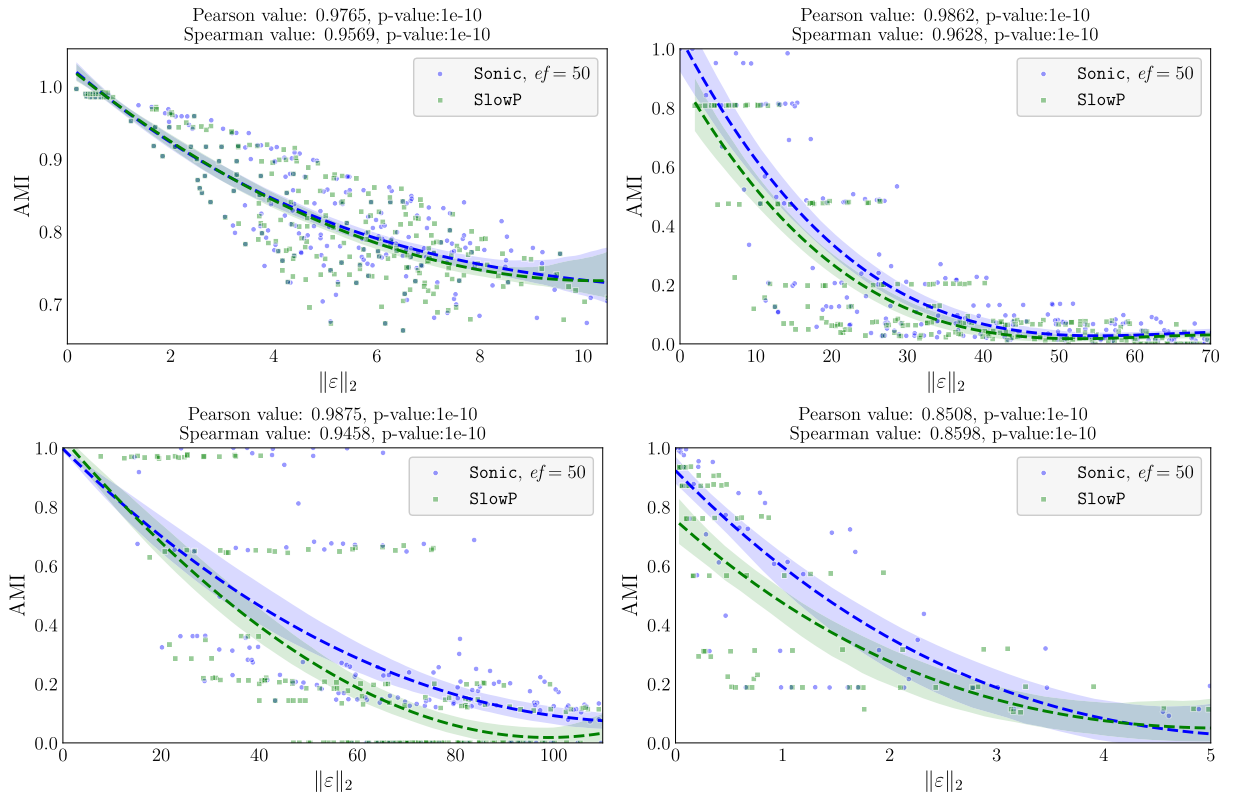 Pearson value: 0.9765, p-value:1e-10
Spearman value: 0.9569, p-value:1e-10
AMI
1.0
0.9
0.8
0.7
Sonic, ef = 50
SlowP
0 2 4 6 8 10
‖ε‖₂
Pearson value: 0.9862, p-value:1e-10
Spearman value: 0.9628, p-value:1e-10
AMI
1.0
0.8
0.6
0.4
0.2
0.0
Sonic, ef = 50
SlowP
0 10 20 30 40 50 60 70
‖ε‖₂
Pearson value: 0.9875, p-value:1e-10
Spearman value: 0.9458, p-value:1e-10
AMI
1.0
0.8
0.6
0.4
0.2
0.0
Sonic, ef = 50
SlowP
0 20 40 60 80 100
‖ε‖₂
Pearson value: 0.8508, p-value:1e-10
Spearman value: 0.8598, p-value:1e-10
AMI
1.0
0.8
0.6
0.4
0.2
0.0
Sonic, ef = 50
SlowP
0 1 2 3 4 5
‖ε‖₂